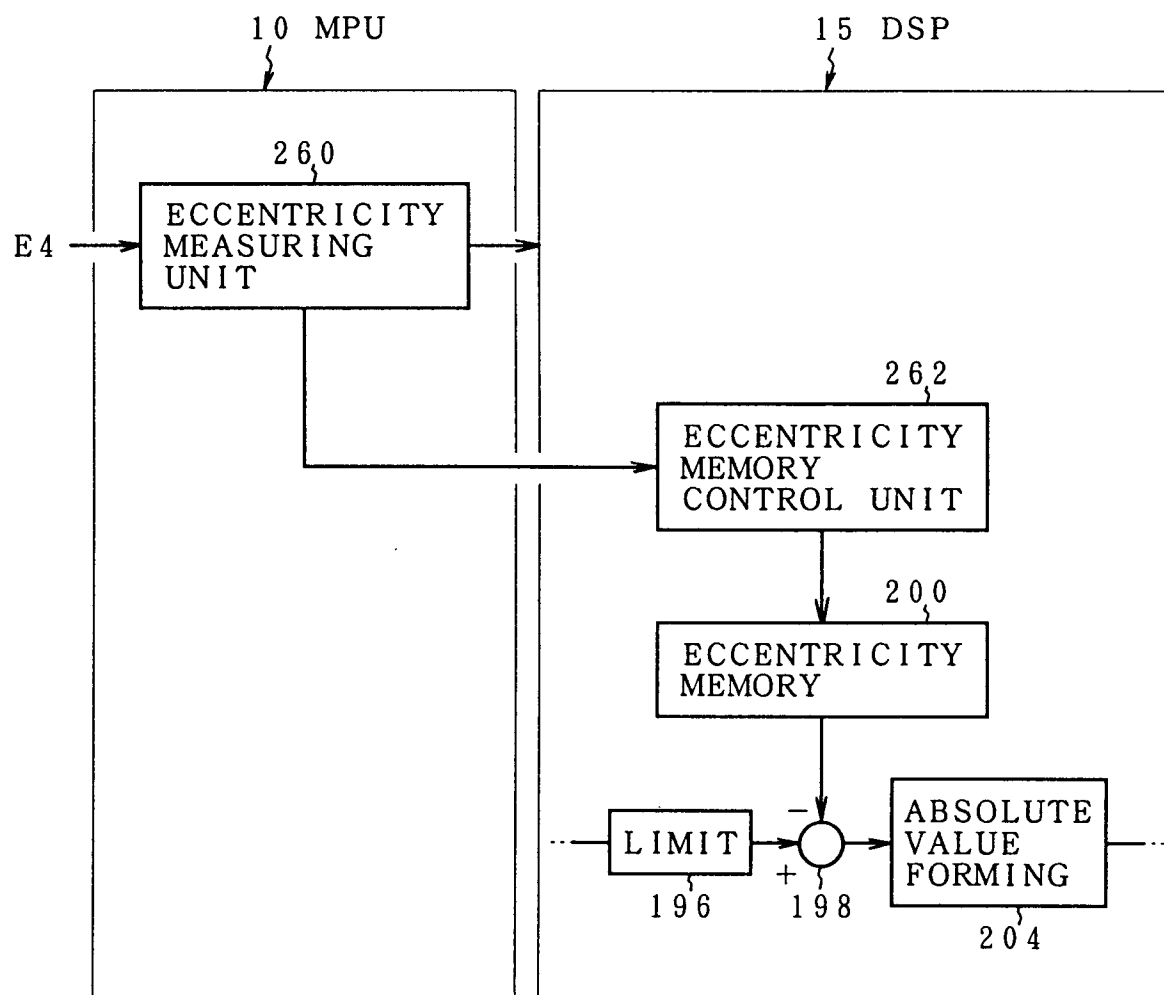 10 MPU
15 DSP
260
ECCENTRICITY
MEASURING
UNIT
E4
262
ECCENTRICITY
MEMORY
CONTROL UNIT
200
ECCENTRICITY
MEMORY
−
LIMIT
+
196
198
ABSOLUTE
VALUE
FORMING
204